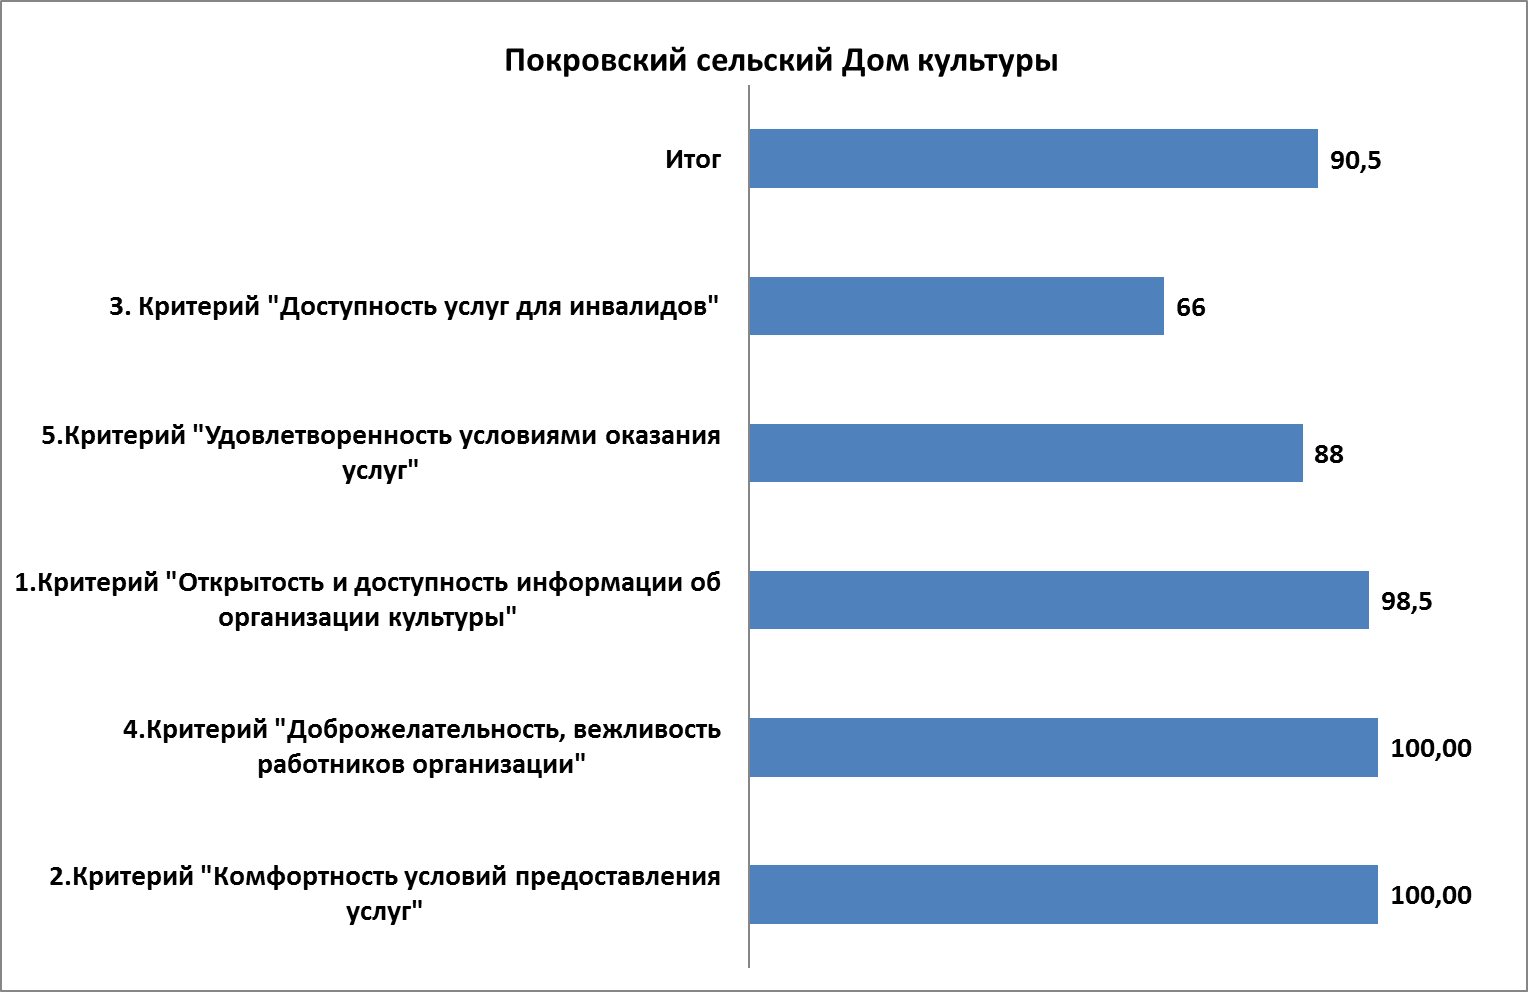 Покровский сельский Дом культуры
Итог
90,5
3. Критерий "Доступность услуг для инвалидов"
66
5.Критерий "Удовлетворенность условиями оказания
услуг"
88
1.Критерий "Открытость и доступность информации об
организации культуры"
98,5
4.Критерий "Доброжелательность, вежливость
работников организации"
100,00
2.Критерий "Комфортность условий предоставления
услуг"
100,00